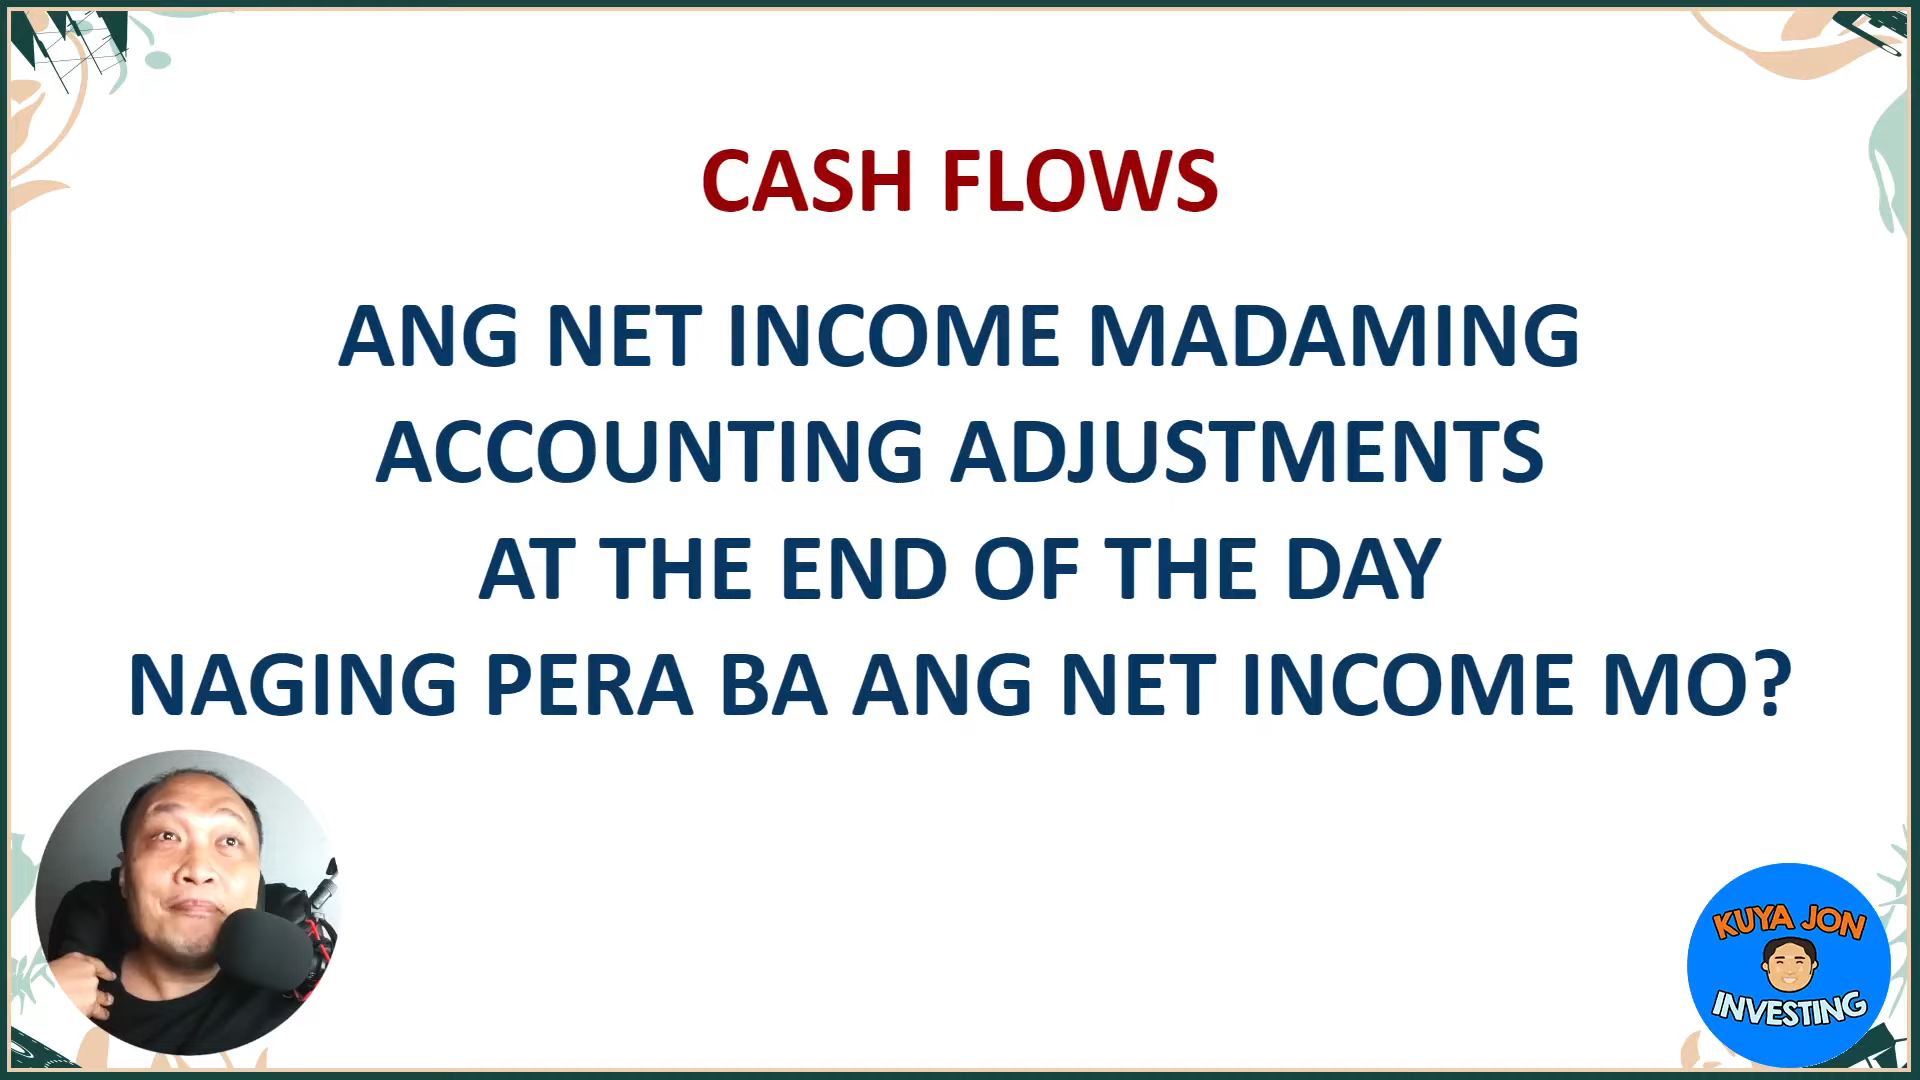 CASH FLOWS
ANG NET INCOME MADAMING
ACCOUNTING ADJUSTMENTS
AT THE END OF THE DAY
NAGING PERA BA ANG NET INCOME MO?
KUYA JON
INVESTING